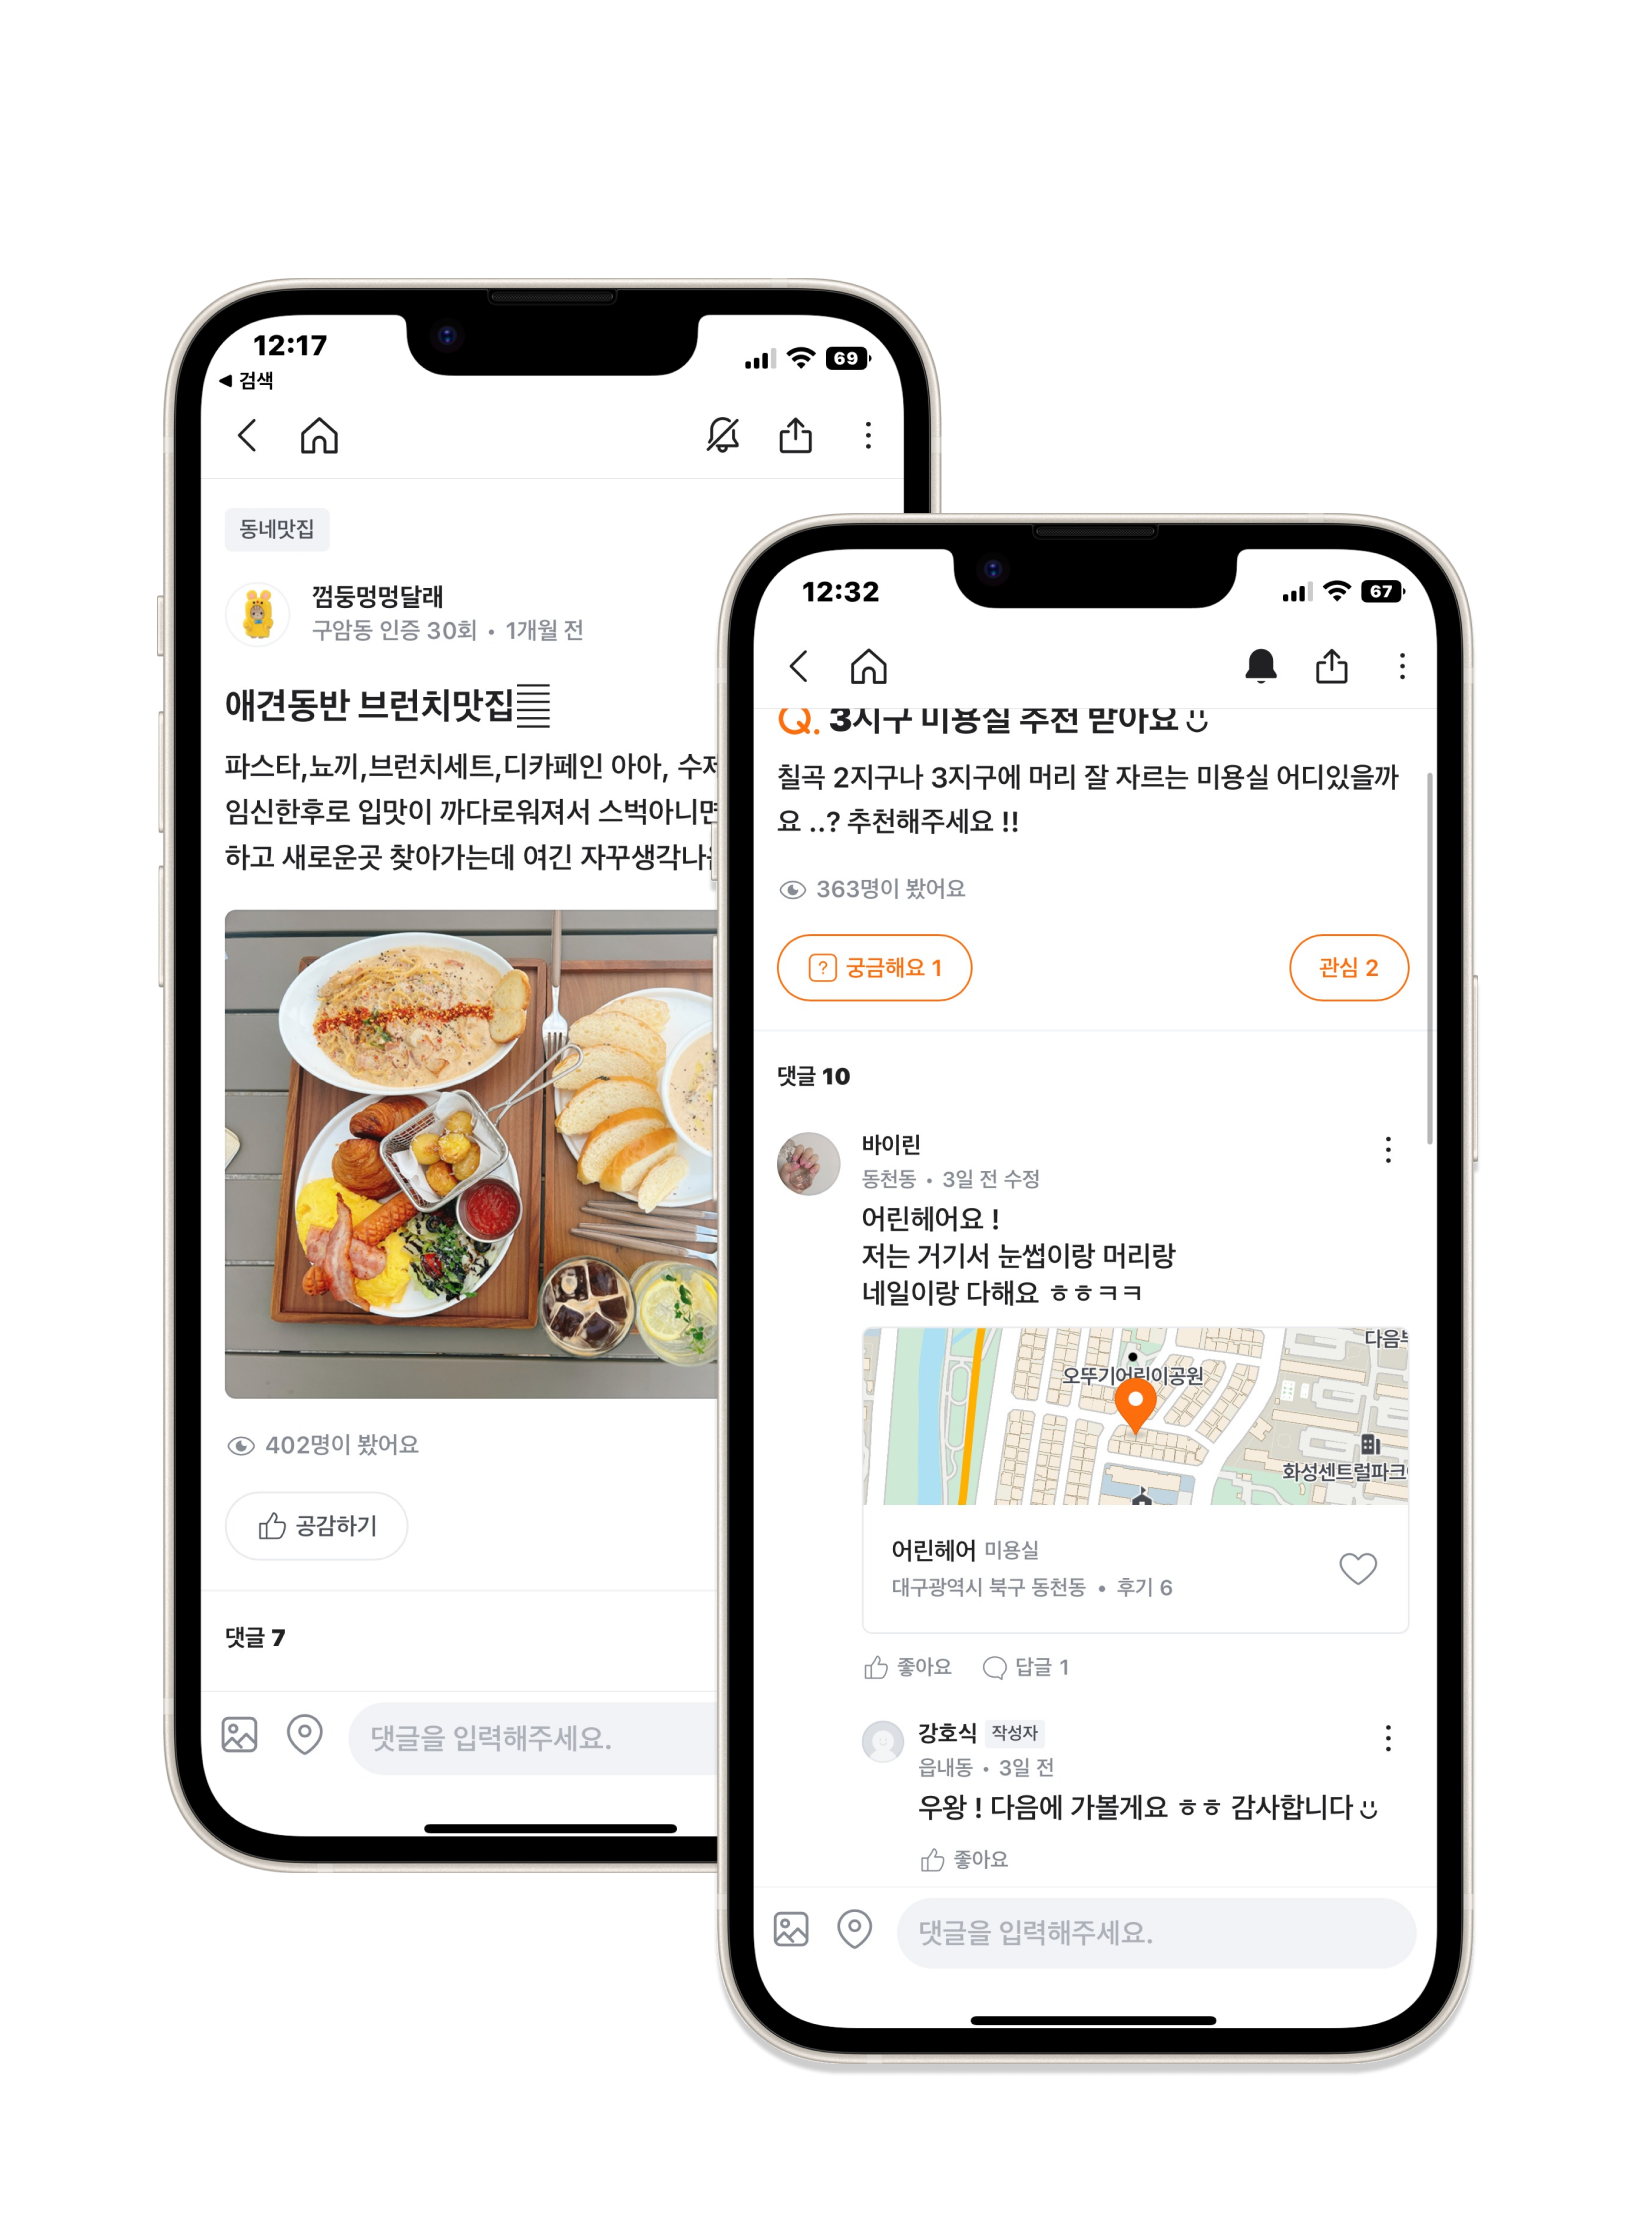 12:17
69
◀ 검색
동네맛집
껌둥멍멍달래
구암동 인증 30회 • 1개월 전
애견동반 브런치맛집
파스타,뇨끼,브런치세트,디카페인 아아, 수
임신한후로 입맛이 까다로워져서 스벅아니면
하고 새로운곳 찾아가는데 여긴 자꾸생각나
402명이 봤어요
공감하기
댓글 7
댓글을 입력해주세요.
12:32
67
Q. 3지구 미용실 추천 받아요
칠곡 2지구나 3지구에 머리 잘 자르는 미용실 어디있을까
요 ..? 추천해주세요 !!
363명이 봤어요
? 궁금해요 1
관심 2
댓글 10
바이린
동천동 • 3일 전 수정
어린헤어요 !
저는 거기서 눈썹이랑 머리랑
네일이랑 다해요 ㅎㅎㅋㅋ
다음
오뚜기어린이공원
화성센트럴파크
어린헤어 미용실
대구광역시 북구 동천동 • 후기 6
좋아요 답글 1
강호식 작성자
읍내동 • 3일 전
우왕 ! 다음에 가볼게요 ㅎㅎ 감사합니다
좋아요
댓글을 입력해주세요.